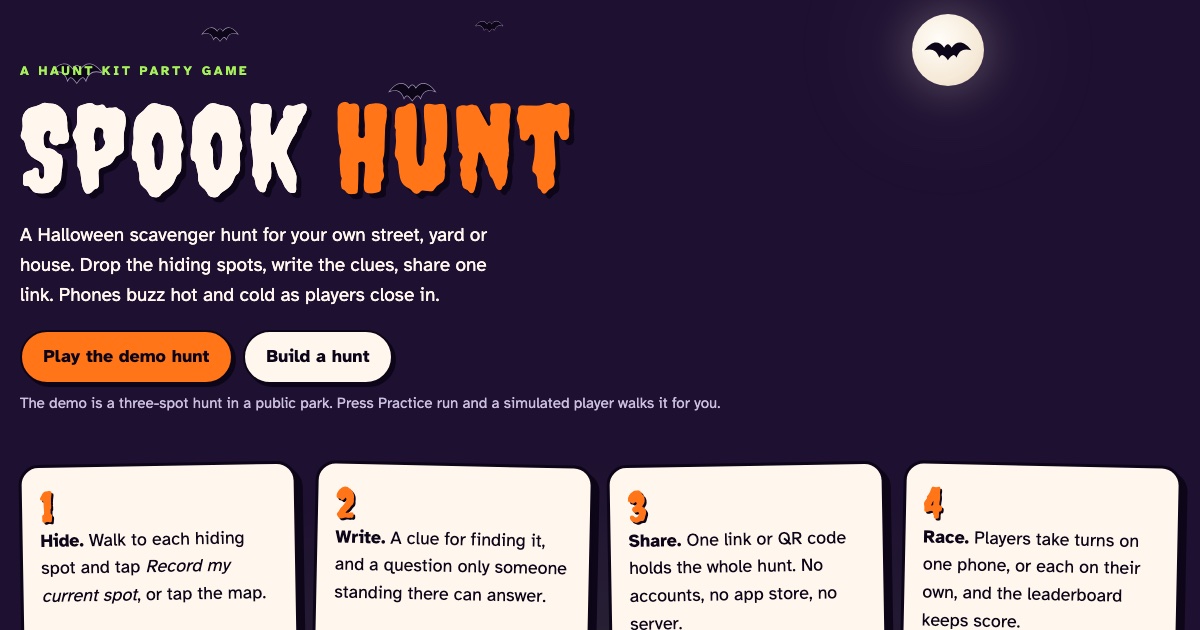 A HAUNT KIT PARTY GAME
SPOOK HUNT
A Halloween scavenger hunt for your own street, yard or
house. Drop the hiding spots, write the clues, share one
link. Phones buzz hot and cold as players close in.
Play the demo hunt
Build a hunt
The demo is a three-spot hunt in a public park. Press Practice run and a simulated player walks it for you.
1
Hide. Walk to each hiding
spot and tap Record my
current spot, or tap the map.
2
Write. A clue for finding it,
and a question only someone
standing there can answer.
3
Share. One link or QR code
holds the whole hunt. No
accounts, no app store, no
server.
4
Race. Players take turns on
one phone, or each on their
own, and the leaderboard
keeps score.